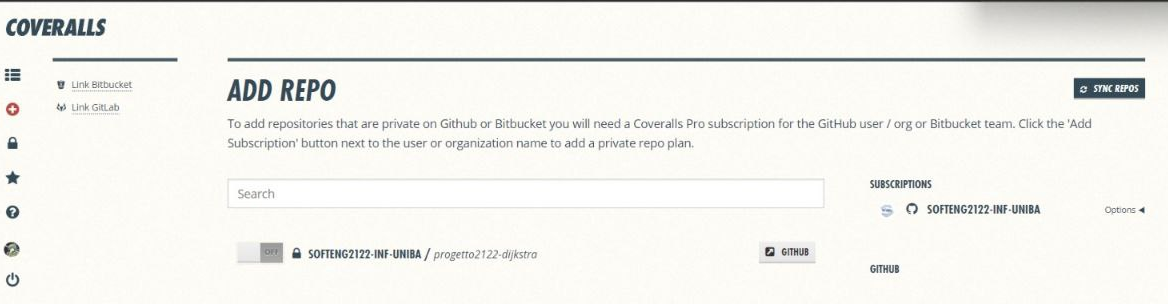 COVERALLS
Link Bitbucket
Link GitLab
ADD REPO
SYNC REPOS
To add repositories that are private on Github or Bitbucket you will need a Coveralls Pro subscription for the GitHub user / org or Bitbucket team. Click the 'Add
Subscription' button next to the user or organization name to add a private repo plan.
Search
SUBSCRIPTIONS
SOFTENG2122-INF-UNIBA
Options
OFF SOFTENG2122-INF-UNIBA / progetto2122-dijkstra
GITHUB
GITHUB